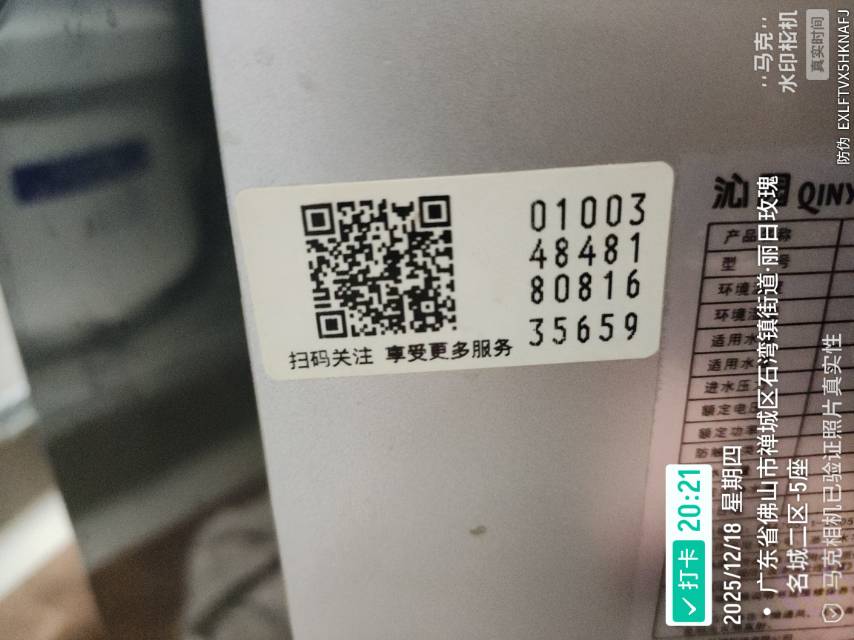 01003
48481
80816
35659
扫码关注 享受更多服务
QINY
产品
型 号
环境
环境
适用水
适用水
进水压
额定电压
额定功率
马克
水印相机
真实时间
防伪 EXLFTVX5HKNAFJ
打卡 20:21
2025/12/18 星期四
广东省佛山市禅城区石湾镇街道·丽日玫瑰
名城二区-5座
马克相机已验证照片真实性